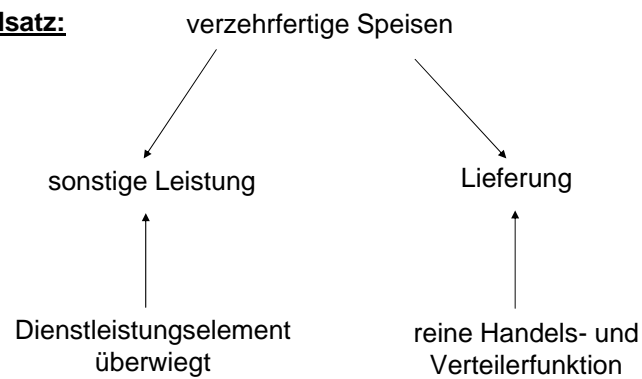 lsatz:
verzehrfertige Speisen
sonstige Leistung
Lieferung
Dienstleistungselement
überwiegt
reine Handels- und
Verteilerfunktion